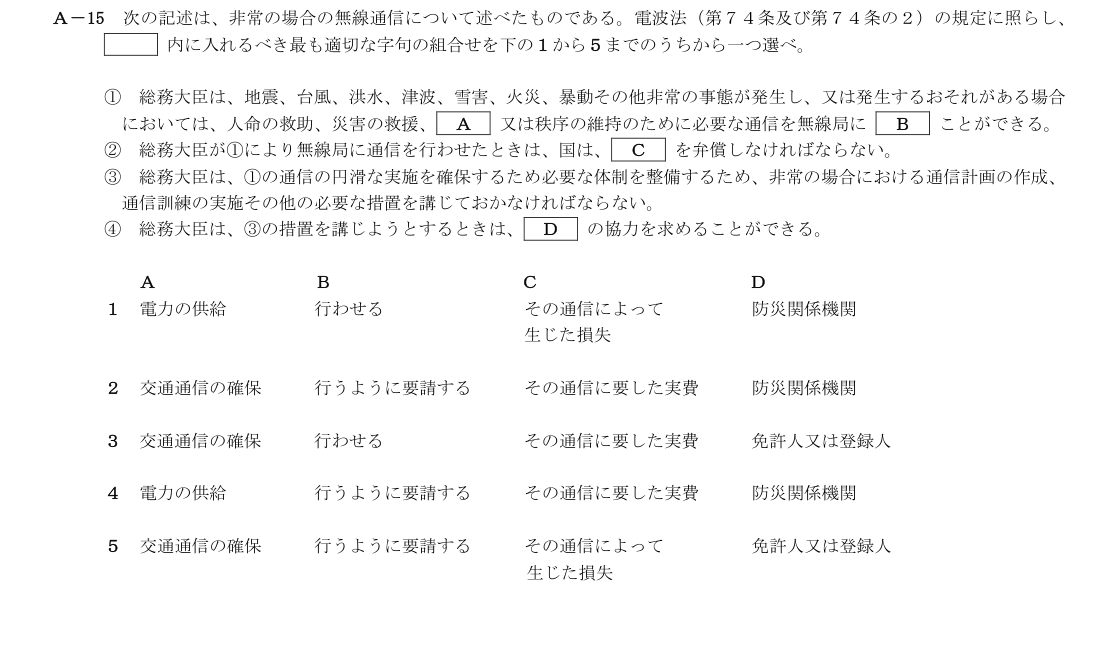 A－15　次の記述は、非常の場合の無線通信について述べたものである。電波法（第７４条及び第７４条の２）の規定に照らし、
内に入れるべき最も適切な字句の組合せを下の１から５までのうちから一つ選べ。
①　総務大臣は、地震、台風、洪水、津波、雪害、火災、暴動その他非常の事態が発生し、又は発生するおそれがある場合
においては、人命の救助、災害の救援、 A 又は秩序の維持のために必要な通信を無線局に B ことができる。
②　総務大臣が①により無線局に通信を行わせたときは、国は、 C を弁償しなければならない。
③　総務大臣は、①の通信の円滑な実施を確保するため必要な体制を整備するため、非常の場合における通信計画の作成、
通信訓練の実施その他の必要な措置を講じておかなければならない。
④　総務大臣は、③の措置を講じようとするときは、 D の協力を求めることができる。
A B C D
1 電力の供給 行わせる その通信によって 防災関係機関
生じた損失
2 交通通信の確保 行うように要請する その通信に要した実費 防災関係機関
3 交通通信の確保 行わせる その通信に要した実費 免許人又は登録人
4 電力の供給 行うように要請する その通信に要した実費 防災関係機関
5 交通通信の確保 行うように要請する その通信によって 免許人又は登録人
生じた損失